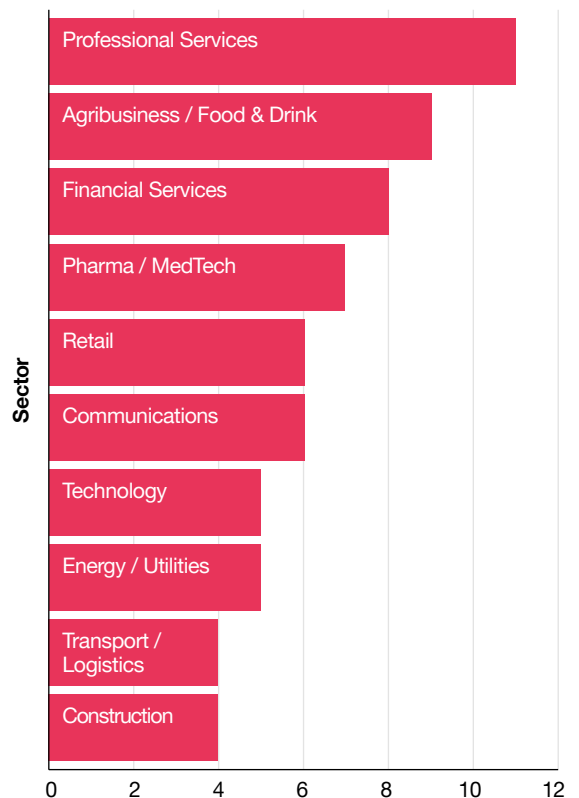 Professional Services
Agribusiness / Food & Drink
Financial Services
Pharma / MedTech
Retail
Communications
Technology
Energy / Utilities
Transport /
Logistics
Construction
Sector
0 2 4 6 8 10 12